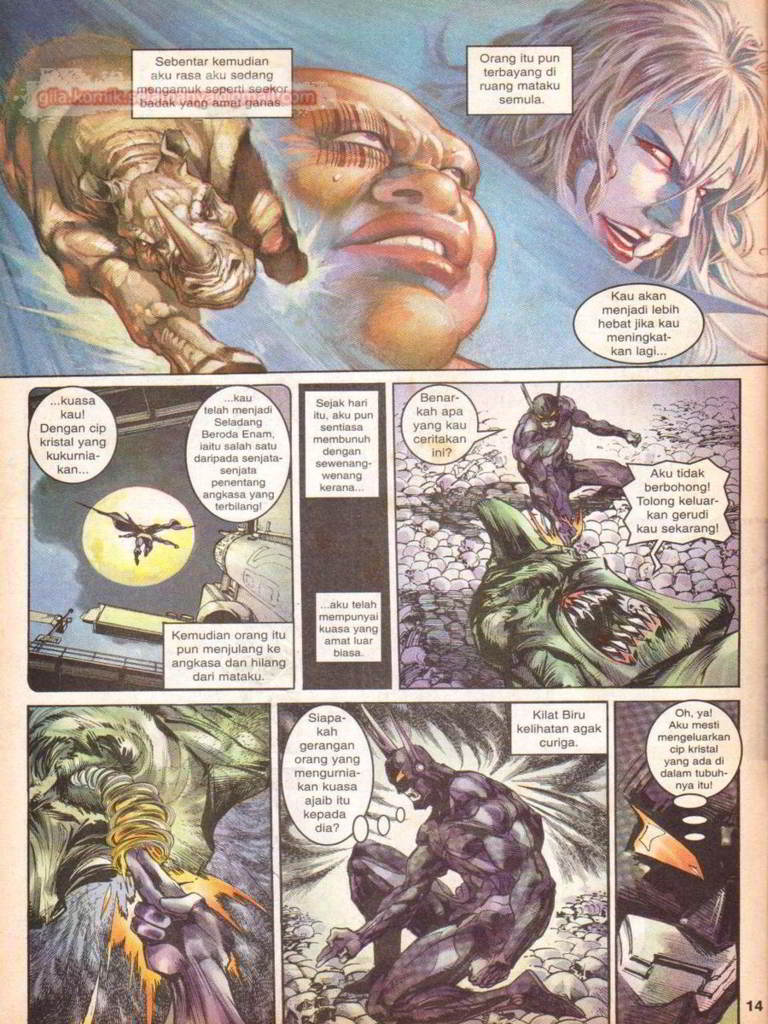 Sebentar kemudian
aku rasa aku sedang
mengamuk seperti seekor
badak yang amat ganas.
Orang itu pun
terbayang di
ruang mataku
semula.
Kau akan
menjadi lebih
hebat jika kau
meningkat-
kan lagi...
...kuasa
kau!
Dengan cip
kristal yang
kukurnia-
kan...
...kau
telah menjadi
Seladang
Beroda Enam,
iaitu salah satu
daripada senjata-
senjata
penentang
angkasa yang
terbilang!
Kemudian orang itu
pun menjulang ke
angkasa dan hilang
dari mataku.
Sejak hari
itu, aku pun
sentiasa
membunuh
dengan
sewenang-
wenang
kerana...
...aku telah
mempunyai
kuasa yang
amat luar
biasa.
Benar-
kah apa
yang kau
ceritakan
ini?
Aku tidak
berbohong!
Tolong keluar-
kan gerudi
kau sekarang!
Siapa-
kah
gerangan
orang yang
mengurnia-
kan kuasa
ajaib itu
kepada
dia?
Kilat Biru
kelihatan agak
curiga.
Oh, ya!
Aku mesti
mengeluarkan
cip kristal
yang ada di
dalam tubuh-
nya itu!
14